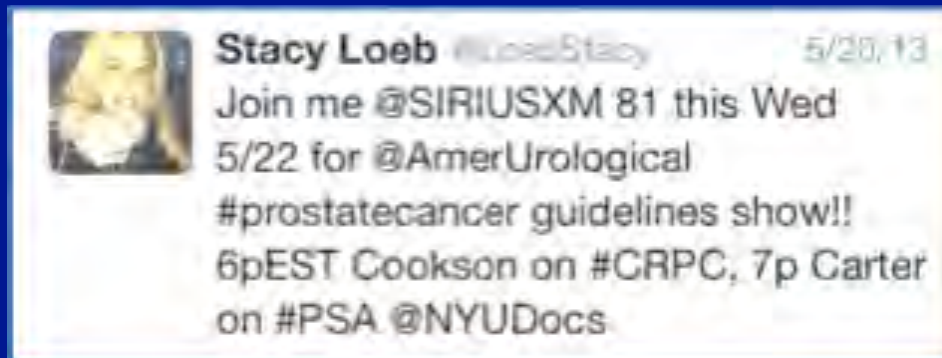 Stacy Loeb @LoebStacy 5/20/13
Join me @SIRIUSXM 81 this Wed
5/22 for @AmerUrological
#prostatecancer guidelines show!!
6pEST Cookson on #CRPC, 7p Carter
on #PSA @NYUDocs